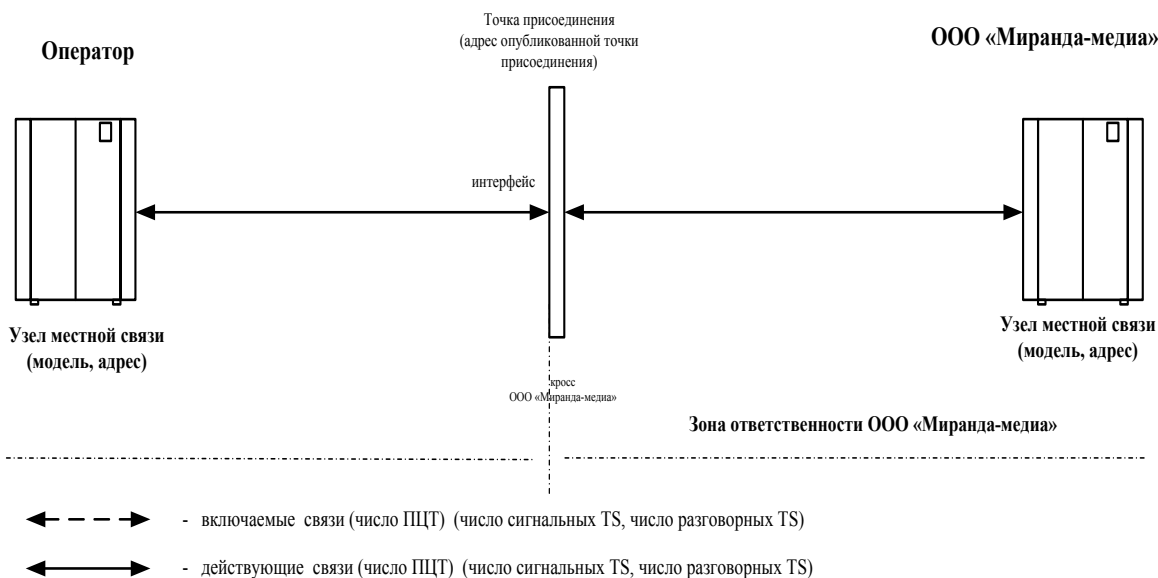 Точка присоединения
(адрес опубликованной точки
присоединения)
Оператор
ООО «Миранда-медиа»
интерфейс
Узел местной связи
(модель, адрес)
Узел местной связи
(модель, адрес)
кросс
ООО «Миранда-медиа»
Зона ответственности ООО «Миранда-медиа»
- включаемые связи (число ПЦТ) (число сигнальных TS, число разговорных TS)
- действующие связи (число ПЦТ) (число сигнальных TS, число разговорных TS)